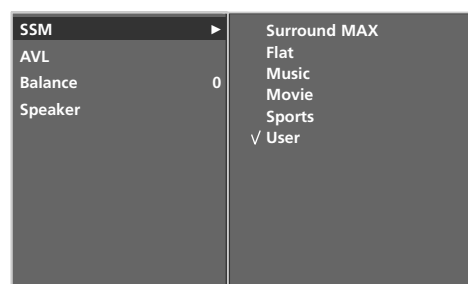 SSM ►
AVL
Balance 0
Speaker
Surround MAX
Flat
Music
Movie
Sports
√ User